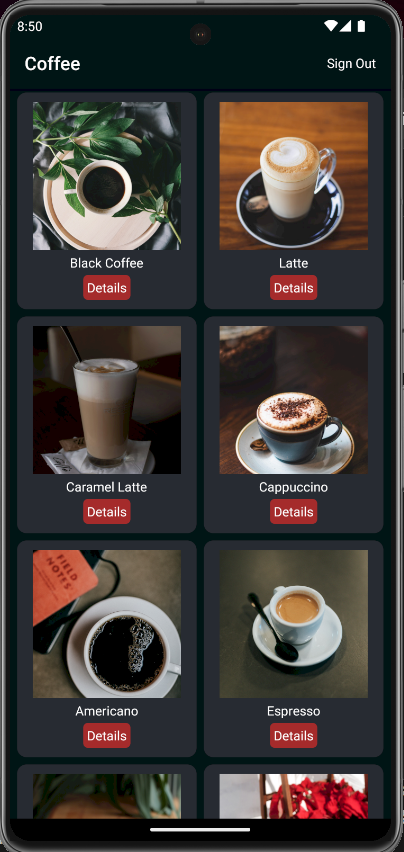 8:50
Coffee
Sign Out
Black Coffee
Latte
Details
Details
Caramel Latte
Cappuccino
Details
Details
FIELD
NOTES
Americano
Espresso
Details
Details